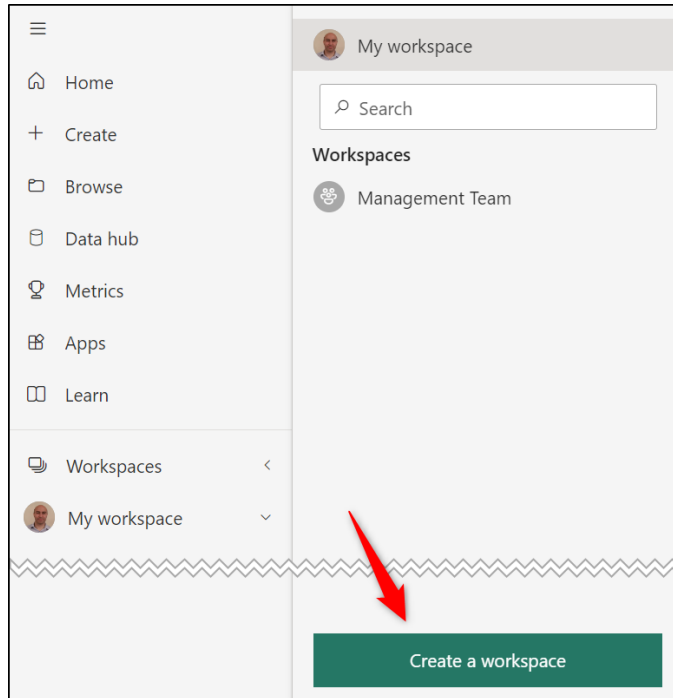 Home
Create
Browse
Data hub
Metrics
Apps
Learn
Workspaces
My workspace
My workspace
Search
Workspaces
Management Team
Create a workspace